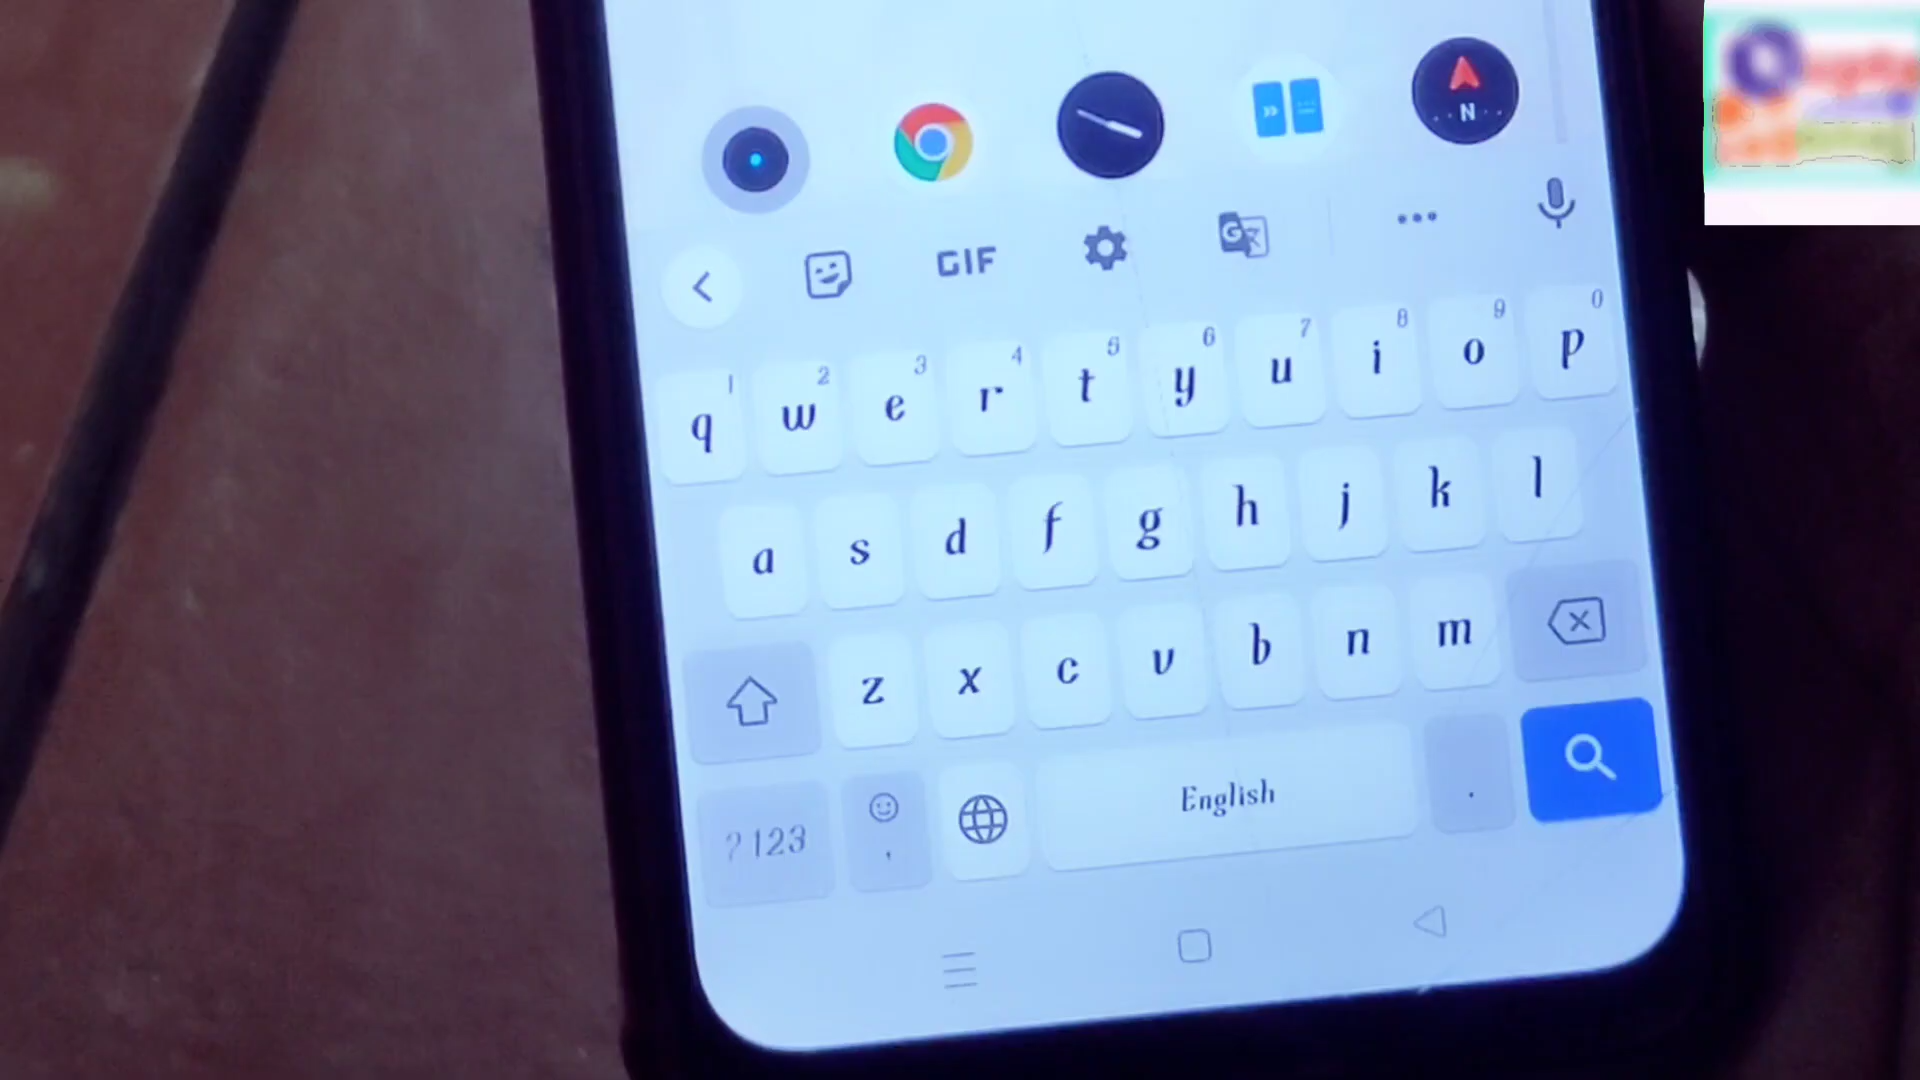 N
GIF
G
1 2 3 4 5 6 7 8 9 0
q w e r t y u i o p
a s d f g h j k l
z x c v b n m
?123 , English .